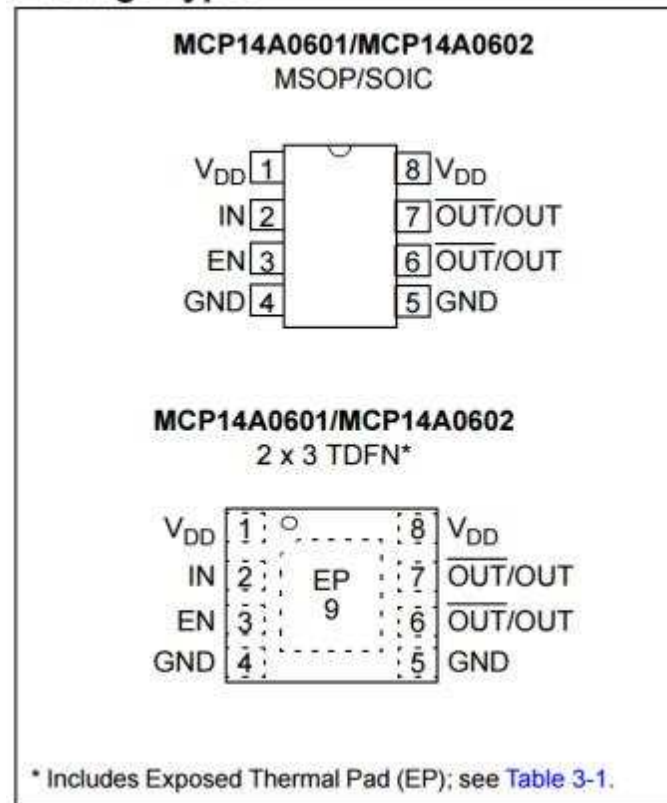 MCP14A0601/MCP14A0602
MSOP/SOIC
VDD 1 8 VDD
IN 2 7 OUT/OUT
EN 3 6 OUT/OUT
GND 4 5 GND
MCP14A0601/MCP14A0602
2 x 3 TDFN*
VDD 1 8 VDD
IN 2 EP 7 OUT/OUT
EN 3 9 6 OUT/OUT
GND 4 5 GND
* Includes Exposed Thermal Pad (EP); see Table 3-1.